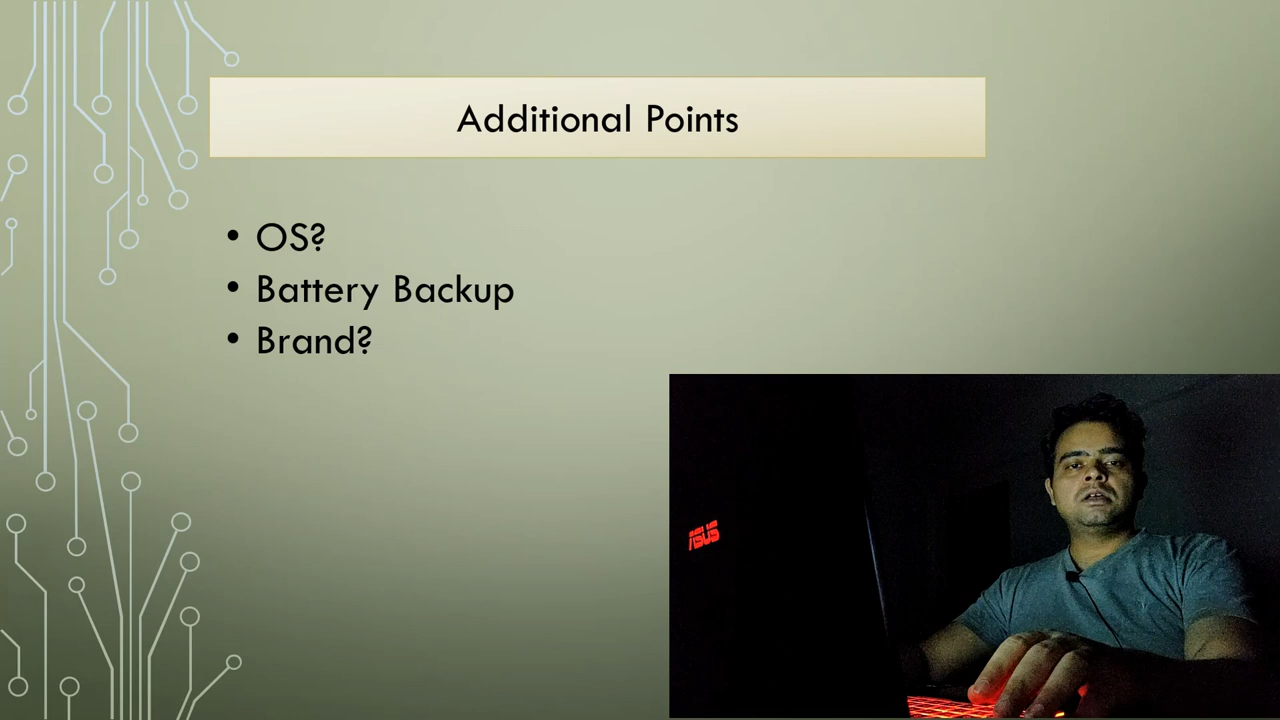 Additional Points
• OS?
• Battery Backup
• Brand?
ASUS